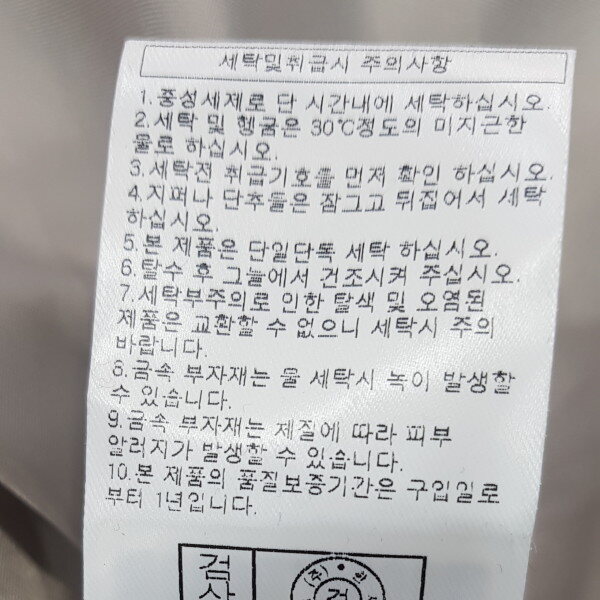 세탁및취급시 주의사항
1.중성세제로 단 시간내에 세탁하십시오.
2.세탁 및 헹굼은 30℃정도의 미지근한
물로 하십시오.
3.세탁전 취급기호를 먼저 확인 하십시오.
4.지퍼나 단추들은 잠그고 뒤집어서 세탁
하십시오.
5.본 제품은 단일단독 세탁 하십시오.
6.탈수 후 그늘에서 건조시켜 주십시오.
7.세탁부주의로 인한 탈색 및 오염된
제품은 교환할 수 없으니 세탁시 주의
바랍니다.
8.금속 부자재는 물 세탁시 녹이 발생할
수 있습니다.
9.금속 부자재는 제질에 따라 피부
알러지가 발생할 수 있습니다.
10.본 제품의 품질보증기간은 구입일로
부터 1년입니다.
검
사
(주)
검